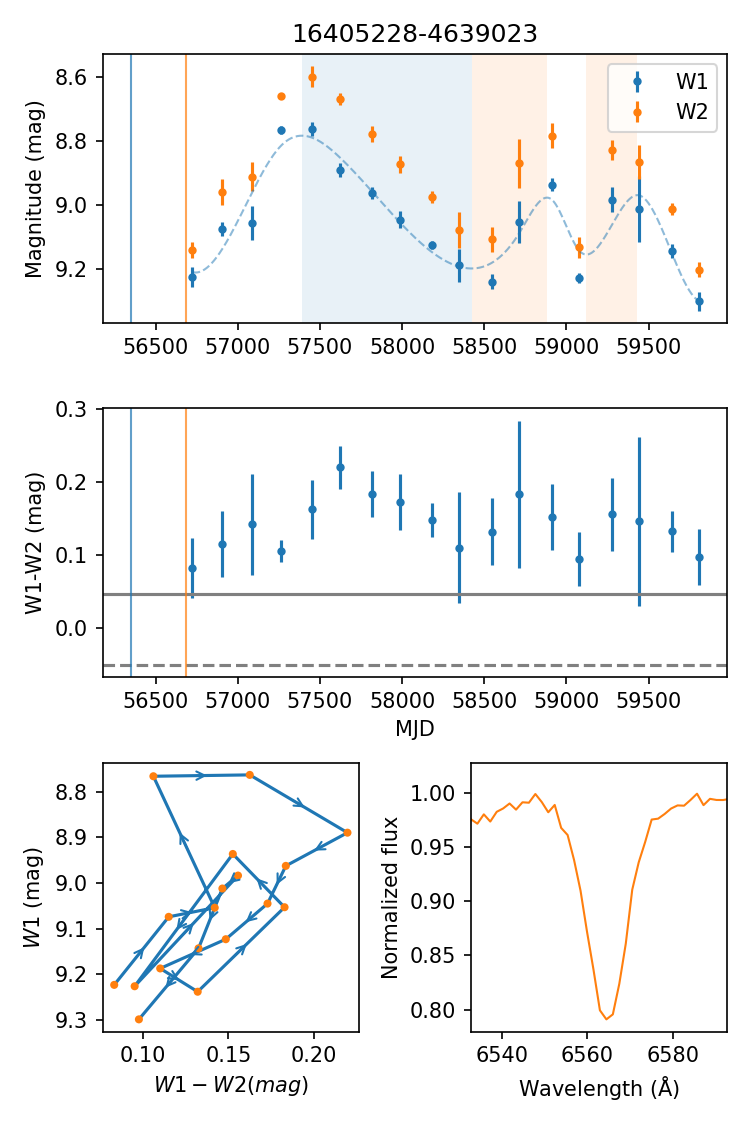 16405228-4639023
Magnitude (mag)
8.6
8.8
9.0
9.2
W1
W2
56500 57000 57500 58000 58500 59000 59500
W1-W2 (mag)
0.3
0.2
0.1
0.0
56500 57000 57500 58000 58500 59000 59500
MJD
W1 (mag)
8.8
8.9
9.0
9.1
9.2
9.3
0.10 0.15 0.20
W1 − W2(mag)
Normalized flux
1.00
0.95
0.90
0.85
0.80
6540 6560 6580
Wavelength (Å)